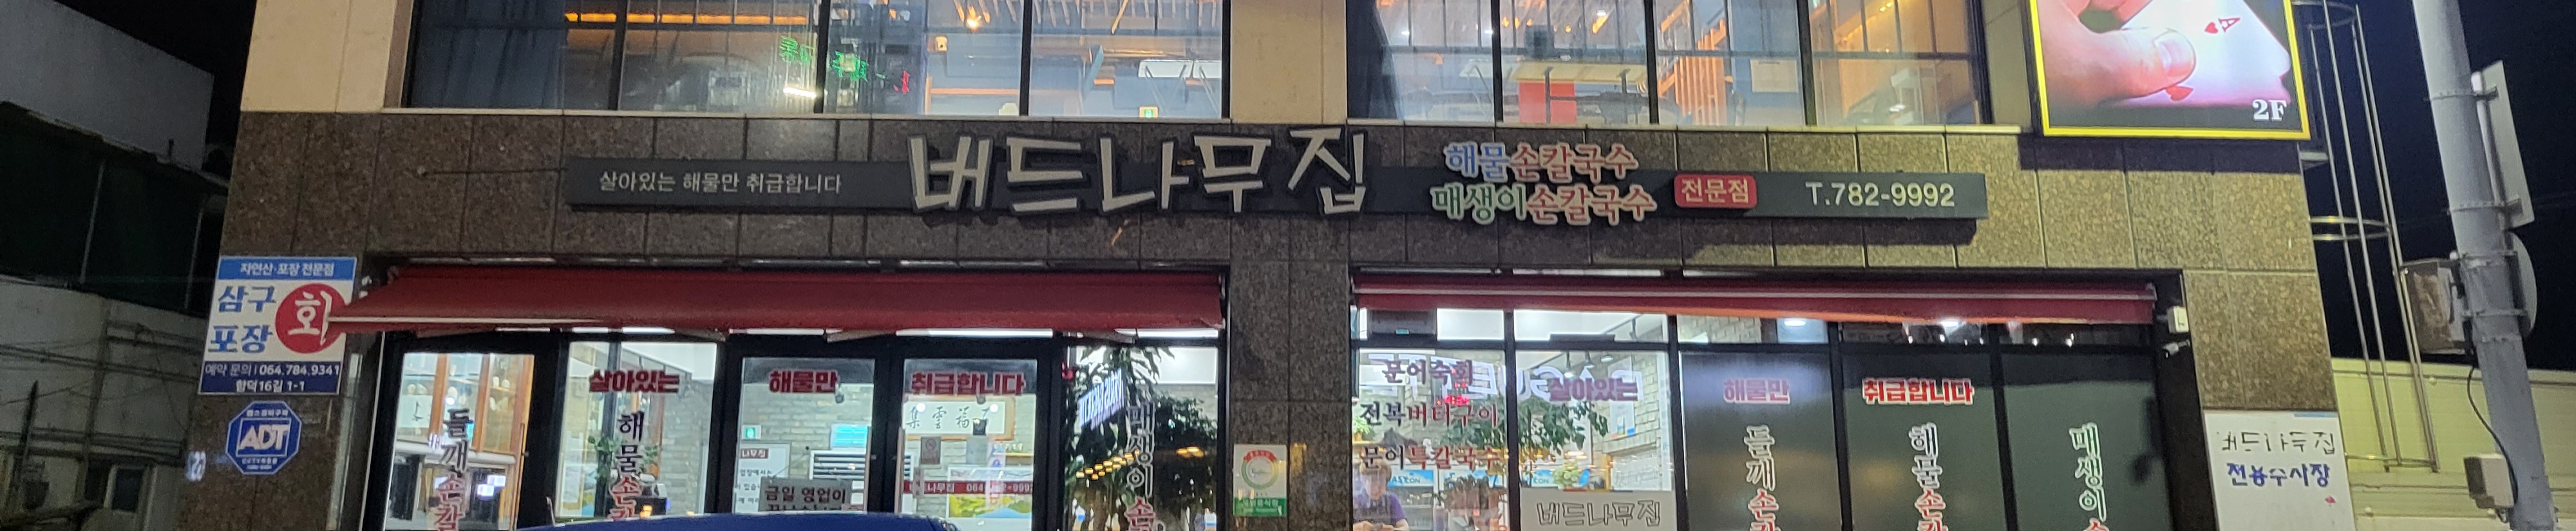 2F
살아있는 해물만 취급합니다
버드나무집
해물손칼국수
매생이손칼국수
전문점
T.782-9992
자연산·포장 전문점
삼구
포장
회
예약 문의 064.784.9341
함덕16길 1-1
ADT
살아있는
해물만
취급합니다
들깨손칼
해물손칼
매생이손
금일 영업이
문어숙회
전복버터구이
문어특칼국수
살아있는
해물만
취급합니다
들깨손칼
해물손칼
매생이손
버드나무집
버드나무집
전용주차장